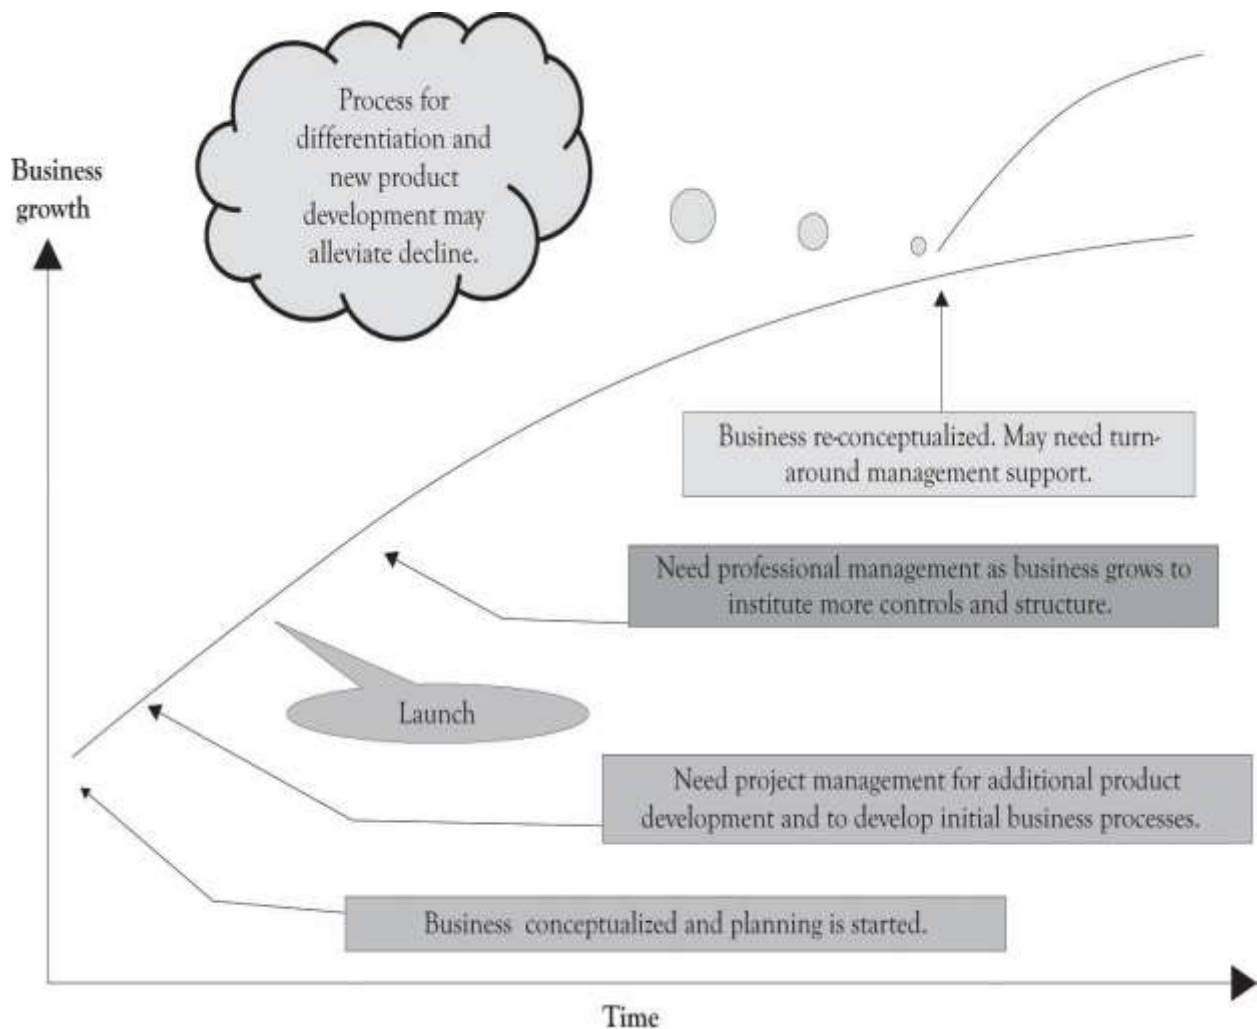 Process for
differentiation and
new product
development may
alleviate decline.
Business
growth
Business re-conceptualized. May need turn-
around management support.
Need professional management as business grows to
institute more controls and structure.
Launch
Need project management for additional product
development and to develop initial business processes.
Business conceptualized and planning is started.
Time